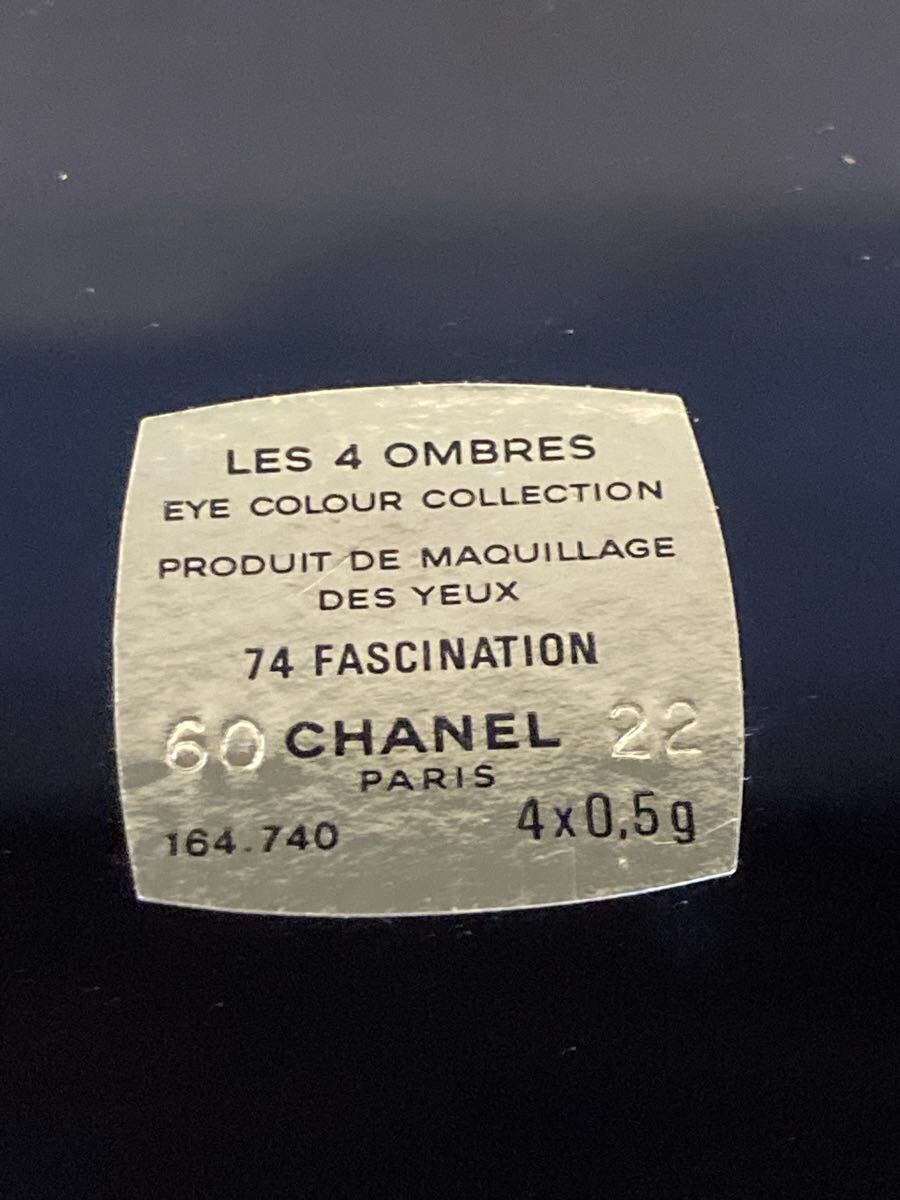 LES 4 OMBRES
EYE COLOUR COLLECTION
PRODUIT DE MAQUILLAGE
DES YEUX
74 FASCINATION
60 CHANEL 22
PARIS
164.740 4x0,5g